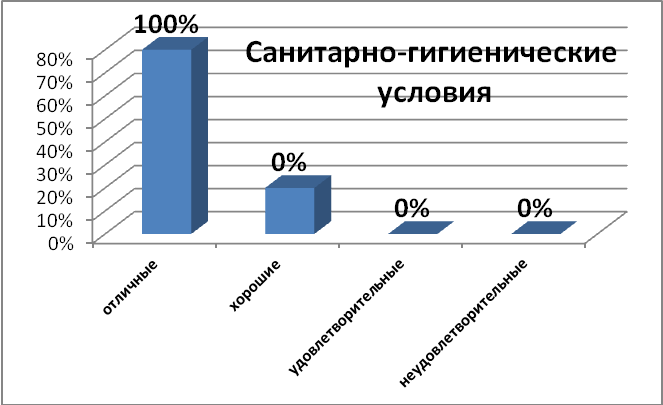 100%
Санитарно-гигиенические
условия
80%
70%
60%
50%
40%
30%
20%
10%
0%
0%
0%
0%
отличные
хорошие
удовлетворительные
неудовлетворительные